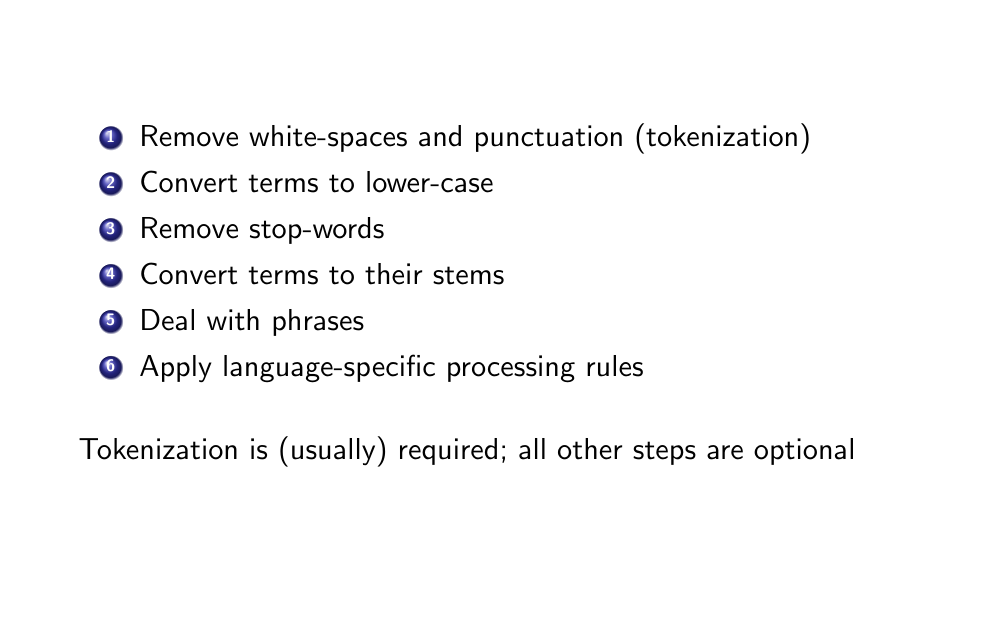 1 Remove white-spaces and punctuation (tokenization)
2 Convert terms to lower-case
3 Remove stop-words
4 Convert terms to their stems
5 Deal with phrases
6 Apply language-specific processing rules
Tokenization is (usually) required; all other steps are optional